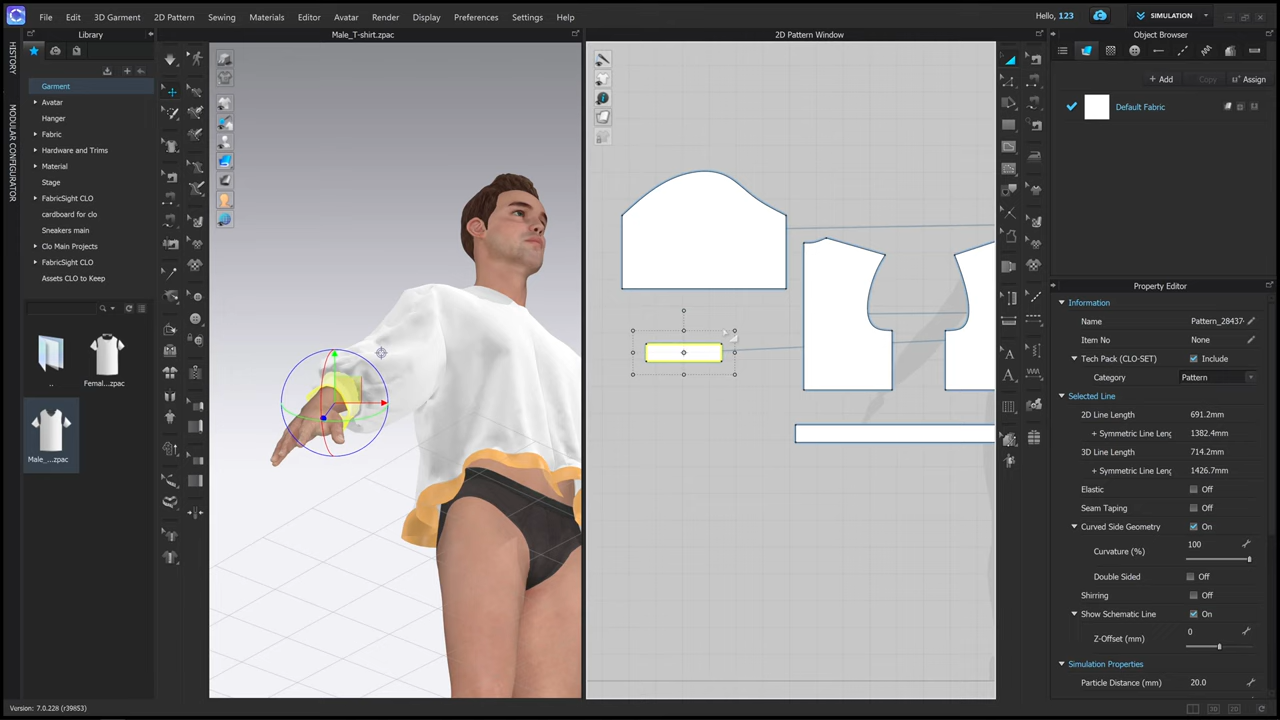 File Edit 3D Garment 2D Pattern Sewing Materials Editor Avatar Render Display Preferences Settings Help
Hello, 123
SIMULATION
HISTORY
MODULAR CONFIGURATOR
Library
Garment
Avatar
Hanger
Fabric
Hardware and Trims
Material
Stage
FabricSight CLO
cardboard for clo
Sneakers main
Clo Main Projects
FabricSight CLO
Assets CLO to Keep
..
Femal....zpac
Male_...zpac
Male_T-shirt.zpac
2D Pattern Window
Object Browser
+ Add Copy Assign
Default Fabric
Property Editor
Information
Name Pattern_28437
Item No None
Tech Pack (CLO-SET) Include
Category Pattern
Selected Line
2D Line Length 691.2mm
+ Symmetric Line Leng 1382.4mm
3D Line Length 714.2mm
+ Symmetric Line Leng 1426.7mm
Elastic Off
Seam Taping Off
Curved Side Geometry On
Curvature (%) 100
Double Sided Off
Shirring Off
Show Schematic Line On
Z-Offset (mm) 0
Simulation Properties
Particle Distance (mm) 20.0
Version: 7.0.228 (r39853)
2D 3D